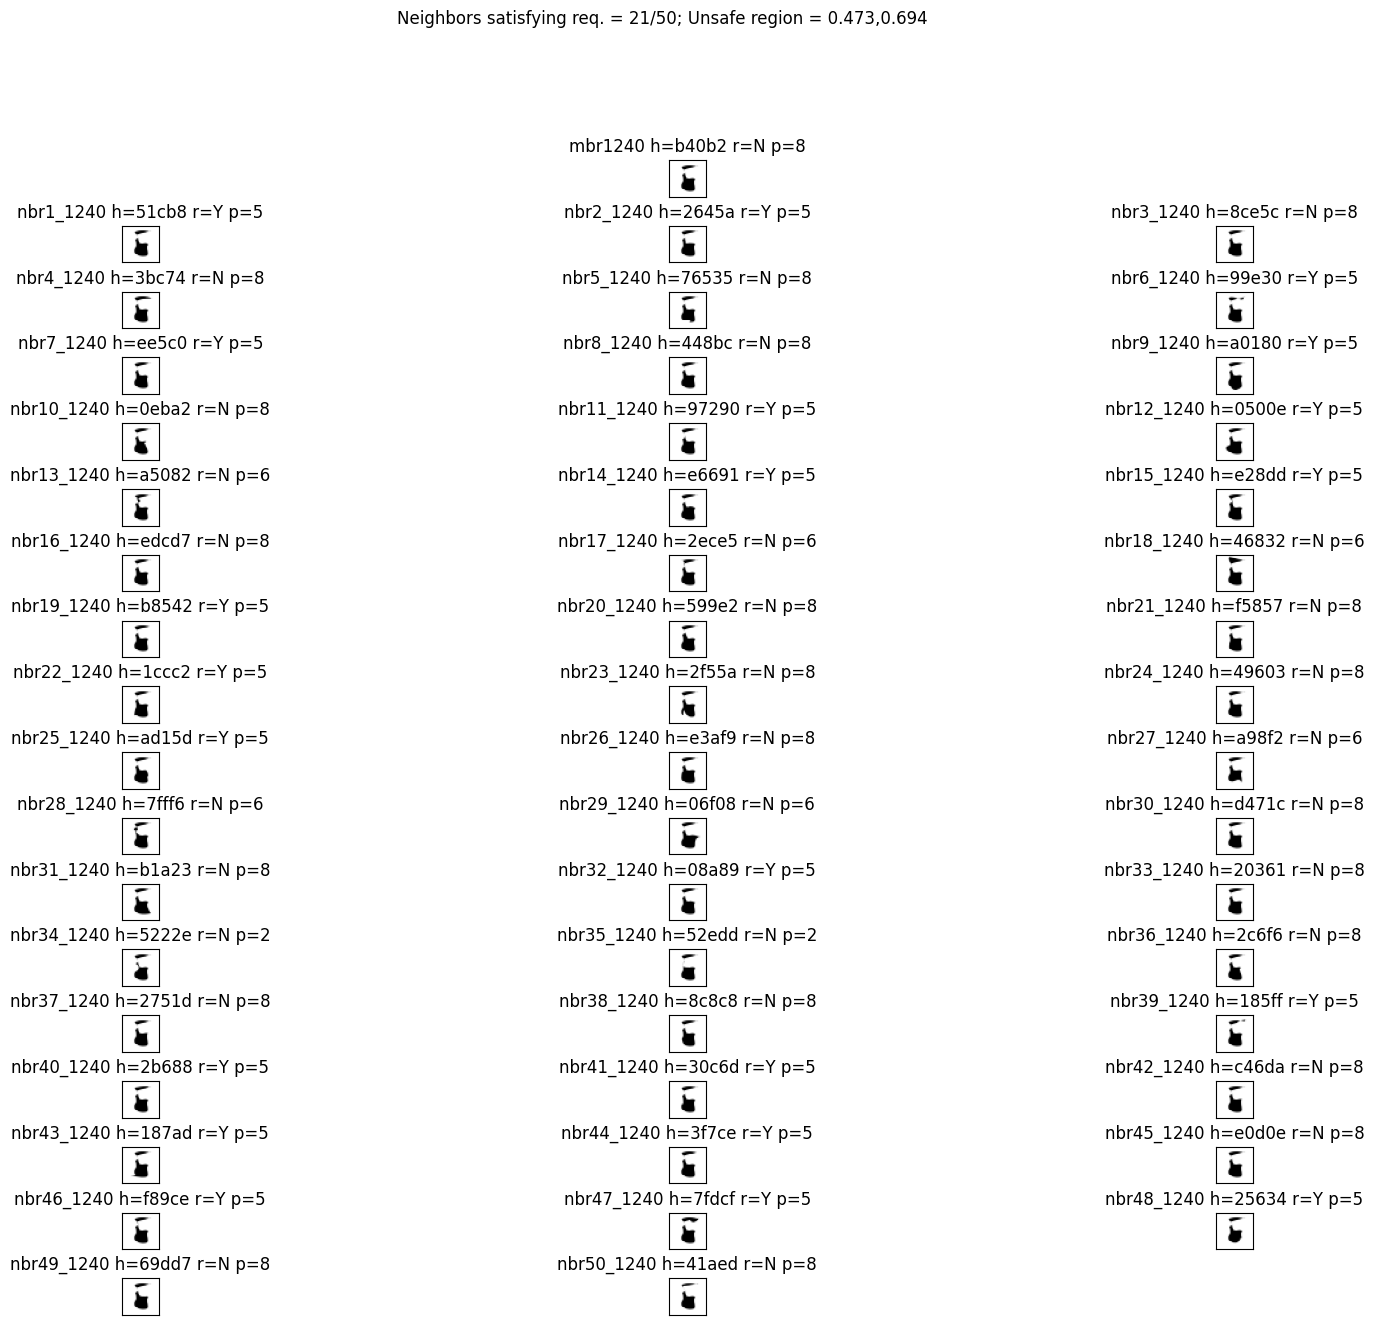 Neighbors satisfying req. = 21/50; Unsafe region = 0.473,0.694
mbr1240 h=b40b2 r=N p=8
nbr1_1240 h=51cb8 r=Y p=5
nbr2_1240 h=2645a r=Y p=5
nbr3_1240 h=8ce5c r=N p=8
nbr4_1240 h=3bc74 r=N p=8
nbr5_1240 h=76535 r=N p=8
nbr6_1240 h=99e30 r=Y p=5
nbr7_1240 h=ee5c0 r=Y p=5
nbr8_1240 h=448bc r=N p=8
nbr9_1240 h=a0180 r=Y p=5
nbr10_1240 h=0eba2 r=N p=8
nbr11_1240 h=97290 r=Y p=5
nbr12_1240 h=0500e r=Y p=5
nbr13_1240 h=a5082 r=N p=6
nbr14_1240 h=e6691 r=Y p=5
nbr15_1240 h=e28dd r=Y p=5
nbr16_1240 h=edcd7 r=N p=8
nbr17_1240 h=2ece5 r=N p=6
nbr18_1240 h=46832 r=N p=6
nbr19_1240 h=b8542 r=Y p=5
nbr20_1240 h=599e2 r=N p=8
nbr21_1240 h=f5857 r=N p=8
nbr22_1240 h=1ccc2 r=Y p=5
nbr23_1240 h=2f55a r=N p=8
nbr24_1240 h=49603 r=N p=8
nbr25_1240 h=ad15d r=Y p=5
nbr26_1240 h=e3af9 r=N p=8
nbr27_1240 h=a98f2 r=N p=6
nbr28_1240 h=7fff6 r=N p=6
nbr29_1240 h=06f08 r=N p=6
nbr30_1240 h=d471c r=N p=8
nbr31_1240 h=b1a23 r=N p=8
nbr32_1240 h=08a89 r=Y p=5
nbr33_1240 h=20361 r=N p=8
nbr34_1240 h=5222e r=N p=2
nbr35_1240 h=52edd r=N p=2
nbr36_1240 h=2c6f6 r=N p=8
nbr37_1240 h=2751d r=N p=8
nbr38_1240 h=8c8c8 r=N p=8
nbr39_1240 h=185ff r=Y p=5
nbr40_1240 h=2b688 r=Y p=5
nbr41_1240 h=30c6d r=Y p=5
nbr42_1240 h=c46da r=N p=8
nbr43_1240 h=187ad r=Y p=5
nbr44_1240 h=3f7ce r=Y p=5
nbr45_1240 h=e0d0e r=N p=8
nbr46_1240 h=f89ce r=Y p=5
nbr47_1240 h=7fdcf r=Y p=5
nbr48_1240 h=25634 r=Y p=5
nbr49_1240 h=69dd7 r=N p=8
nbr50_1240 h=41aed r=N p=8